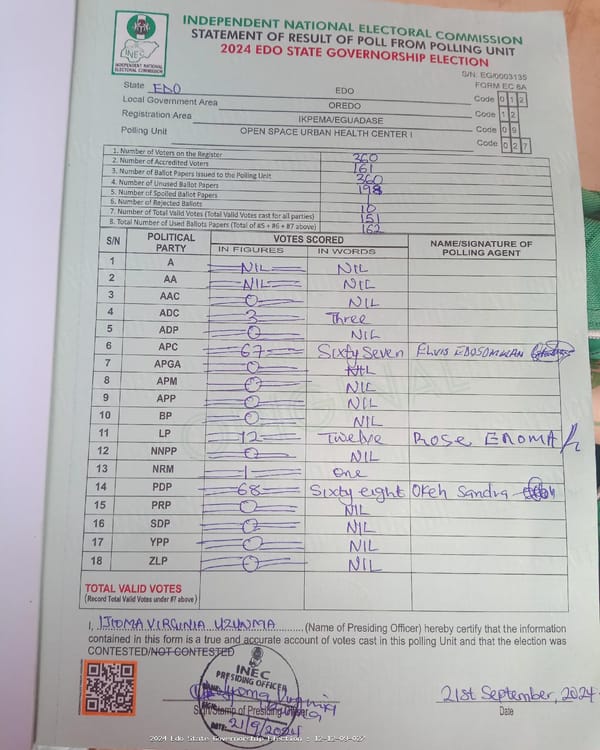 INDEPENDENT NATIONAL ELECTORAL COMMISSION
STATEMENT OF RESULT OF POLL FROM POLLING UNIT
2024 EDO STATE GOVERNORSHIP ELECTION
INEC
INDEPENDENT NATIONAL
ELECTORAL COMMISSION
S/N: EG/0003135
FORM EC 8A
State EDO EDO Code 0 1 2
Local Government Area OREDO Code 1 2
Registration Area IKPEMA/EGUADASE Code 0 9
Polling Unit OPEN SPACE URBAN HEALTH CENTER I Code 0 2 7
1. Number of Voters on the Register 360
2. Number of Accredited Voters 161
3. Number of Ballot Papers Issued to the Polling Unit 360
4. Number of Unused Ballot Papers 198
5. Number of Spoiled Ballot Papers 1
6. Number of Rejected Ballots 10
7. Number of Total Valid Votes (Total Valid Votes cast for all parties) 151
8. Total Number of Used Ballots Papers (Total of #5 + #6 + #7 above) 162
S/N POLITICAL PARTY VOTES SCORED NAME/SIGNATURE OF POLLING AGENT
IN FIGURES IN WORDS
1 A NIL NIL
2 AA NIL NIL
3 AAC 0 NIL
4 ADC 3 Three
5 ADP 0 NIL
6 APC 67 Sixty Seven ELVIS EDOSOMWAN
7 APGA 0 NIL
8 APM 0 NIL
9 APP 0 NIL
10 BP 0 NIL
11 LP 12 Twelve ROSE ENOMA
12 NNPP 0 NIL
13 NRM 1 one
14 PDP 68 Sixty eight Okeh Sandra
15 PRP 0 NIL
16 SDP 0 NIL
17 YPP 0 NIL
18 ZLP 0 NIL
ORIGINAL
TOTAL VALID VOTES
(Record Total Valid Votes under #7 above)
I, IJEOMA VIRGINIA UZUNMA (Name of Presiding Officer) hereby certify that the information
contained in this form is a true and accurate account of votes cast in this polling Unit and that the election was
CONTESTED/NOT CONTESTED
INEC
PRESIDING OFFICER
SIGN:
DATE: 21/9/2024
21st September, 2024
Sign/Stamp of Presiding Officer Date
2024 Edo State Governorship Election : 12-12-09-027